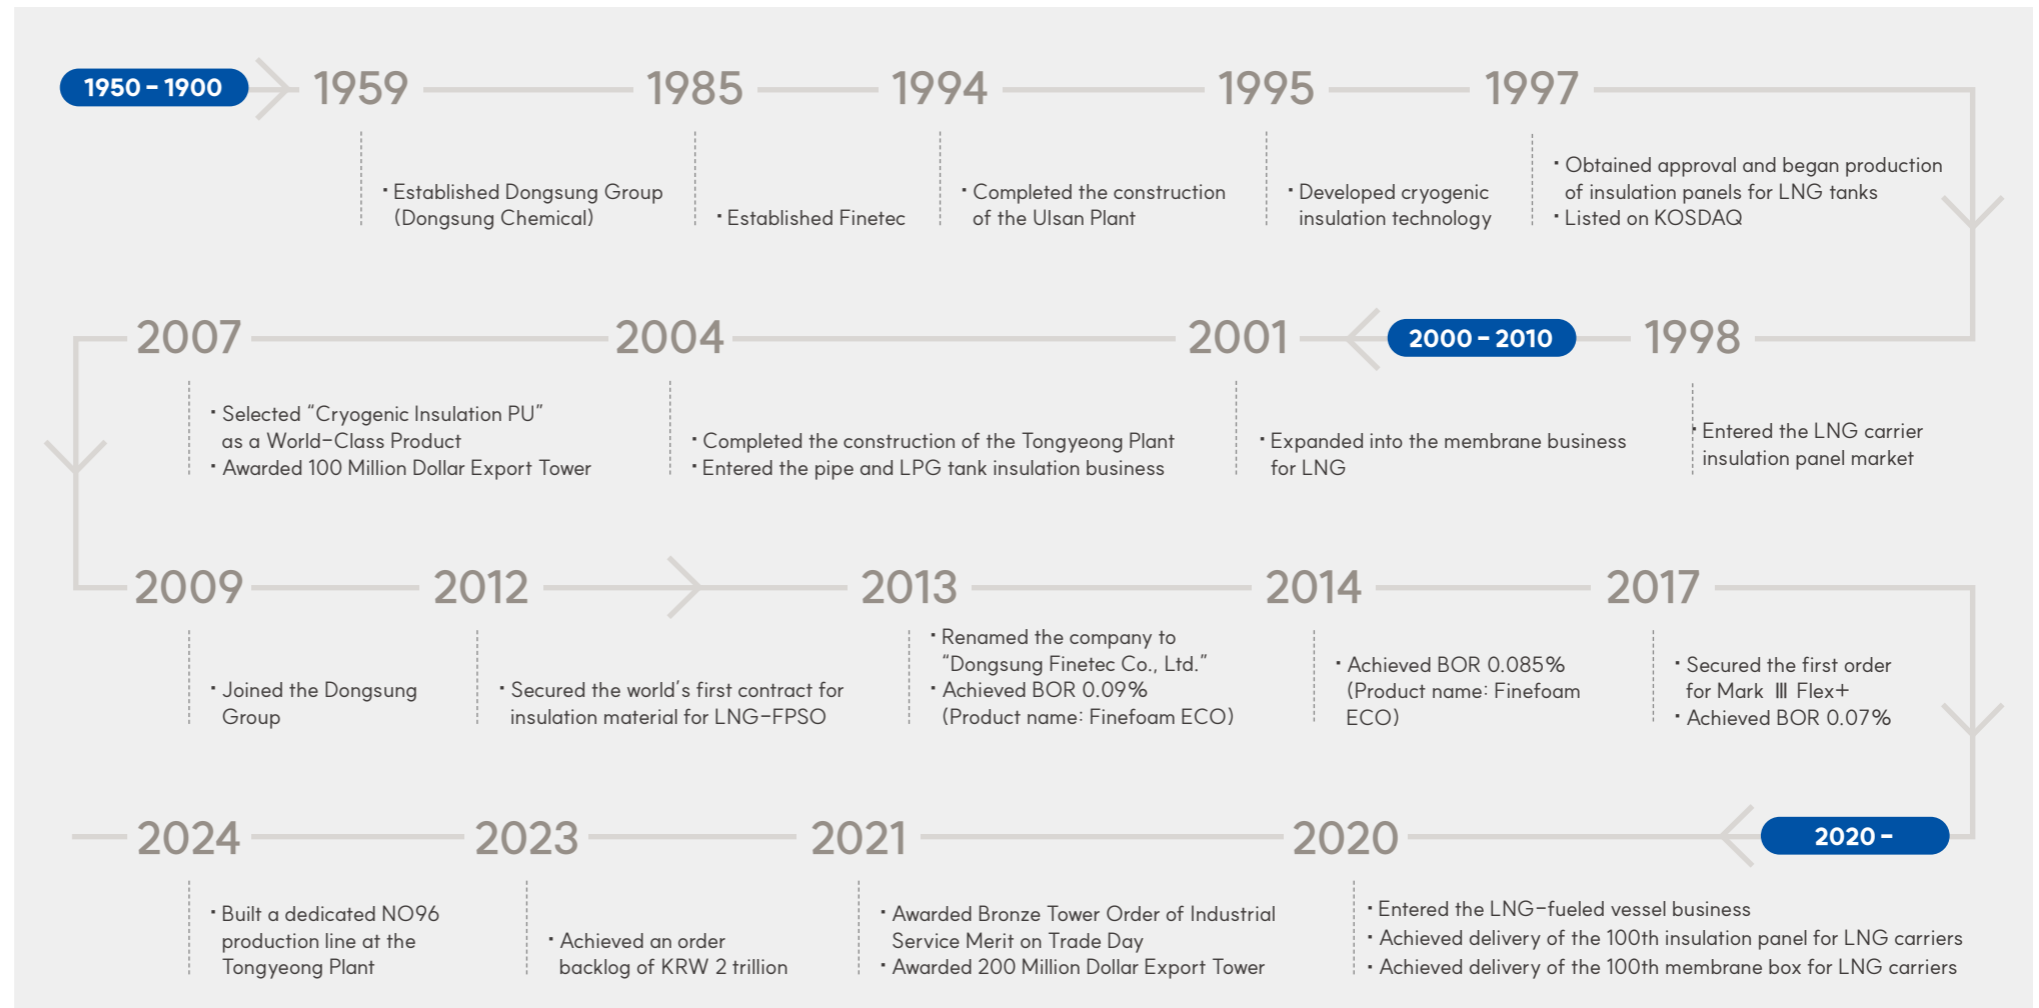 1950 - 1900
1959
· Established Dongsung Group
(Dongsung Chemical)
1985
· Established Finetec
1994
· Completed the construction
of the Ulsan Plant
1995
· Developed cryogenic
insulation technology
1997
· Obtained approval and began production
of insulation panels for LNG tanks
· Listed on KOSDAQ
1998
· Entered the LNG carrier
insulation panel market
2000 - 2010
2001
· Expanded into the membrane business
for LNG
2004
· Completed the construction of the Tongyeong Plant
· Entered the pipe and LPG tank insulation business
2007
· Selected “Cryogenic Insulation PU”
as a World-Class Product
· Awarded 100 Million Dollar Export Tower
2009
· Joined the Dongsung
Group
2012
· Secured the world’s first contract for
insulation material for LNG-FPSO
2013
· Renamed the company to
“Dongsung Finetec Co., Ltd.”
· Achieved BOR 0.09%
(Product name: Finefoam ECO)
2014
· Achieved BOR 0.085%
(Product name: Finefoam
ECO)
2017
· Secured the first order
for Mark Ⅲ Flex+
· Achieved BOR 0.07%
2020 -
2020
· Entered the LNG-fueled vessel business
· Achieved delivery of the 100th insulation panel for LNG carriers
· Achieved delivery of the 100th membrane box for LNG carriers
2021
· Awarded Bronze Tower Order of Industrial
Service Merit on Trade Day
· Awarded 200 Million Dollar Export Tower
2023
· Achieved an order
backlog of KRW 2 trillion
2024
· Built a dedicated NO96
production line at the
Tongyeong Plant